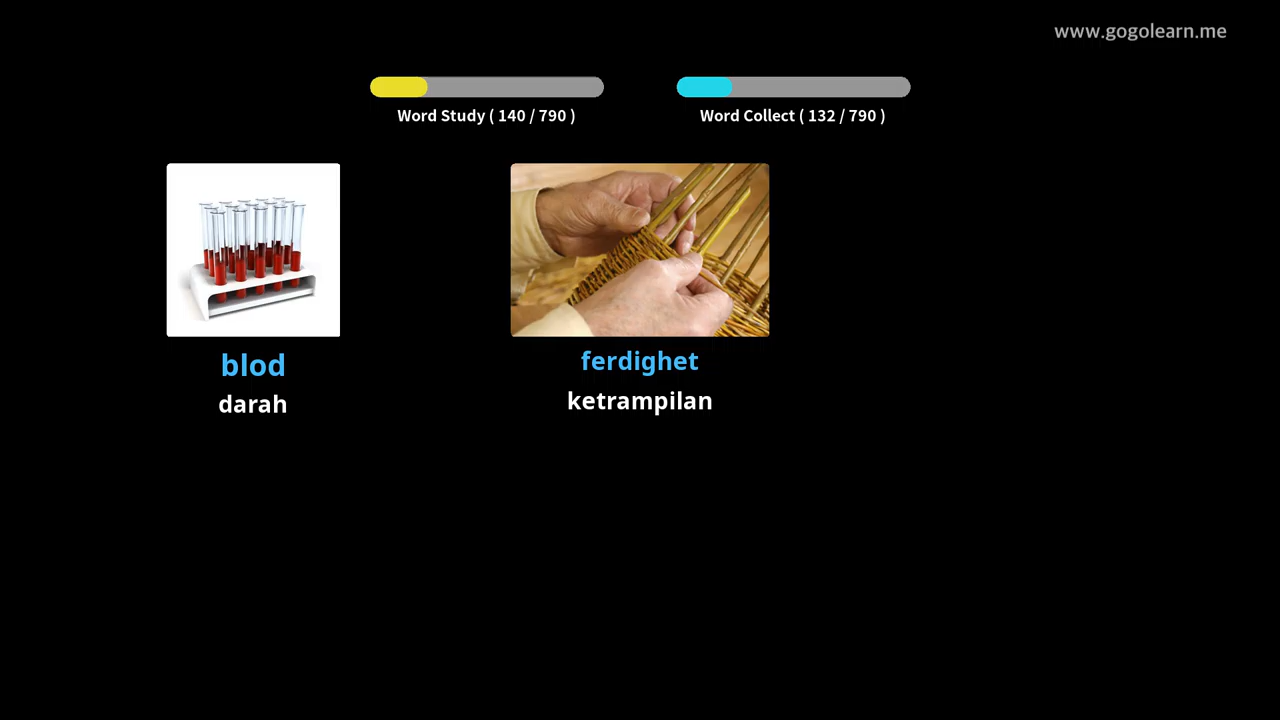 www.gogolearn.me
Word Study ( 140 / 790 )
Word Collect ( 132 / 790 )
blod
darah
ferdighet
ketrampilan